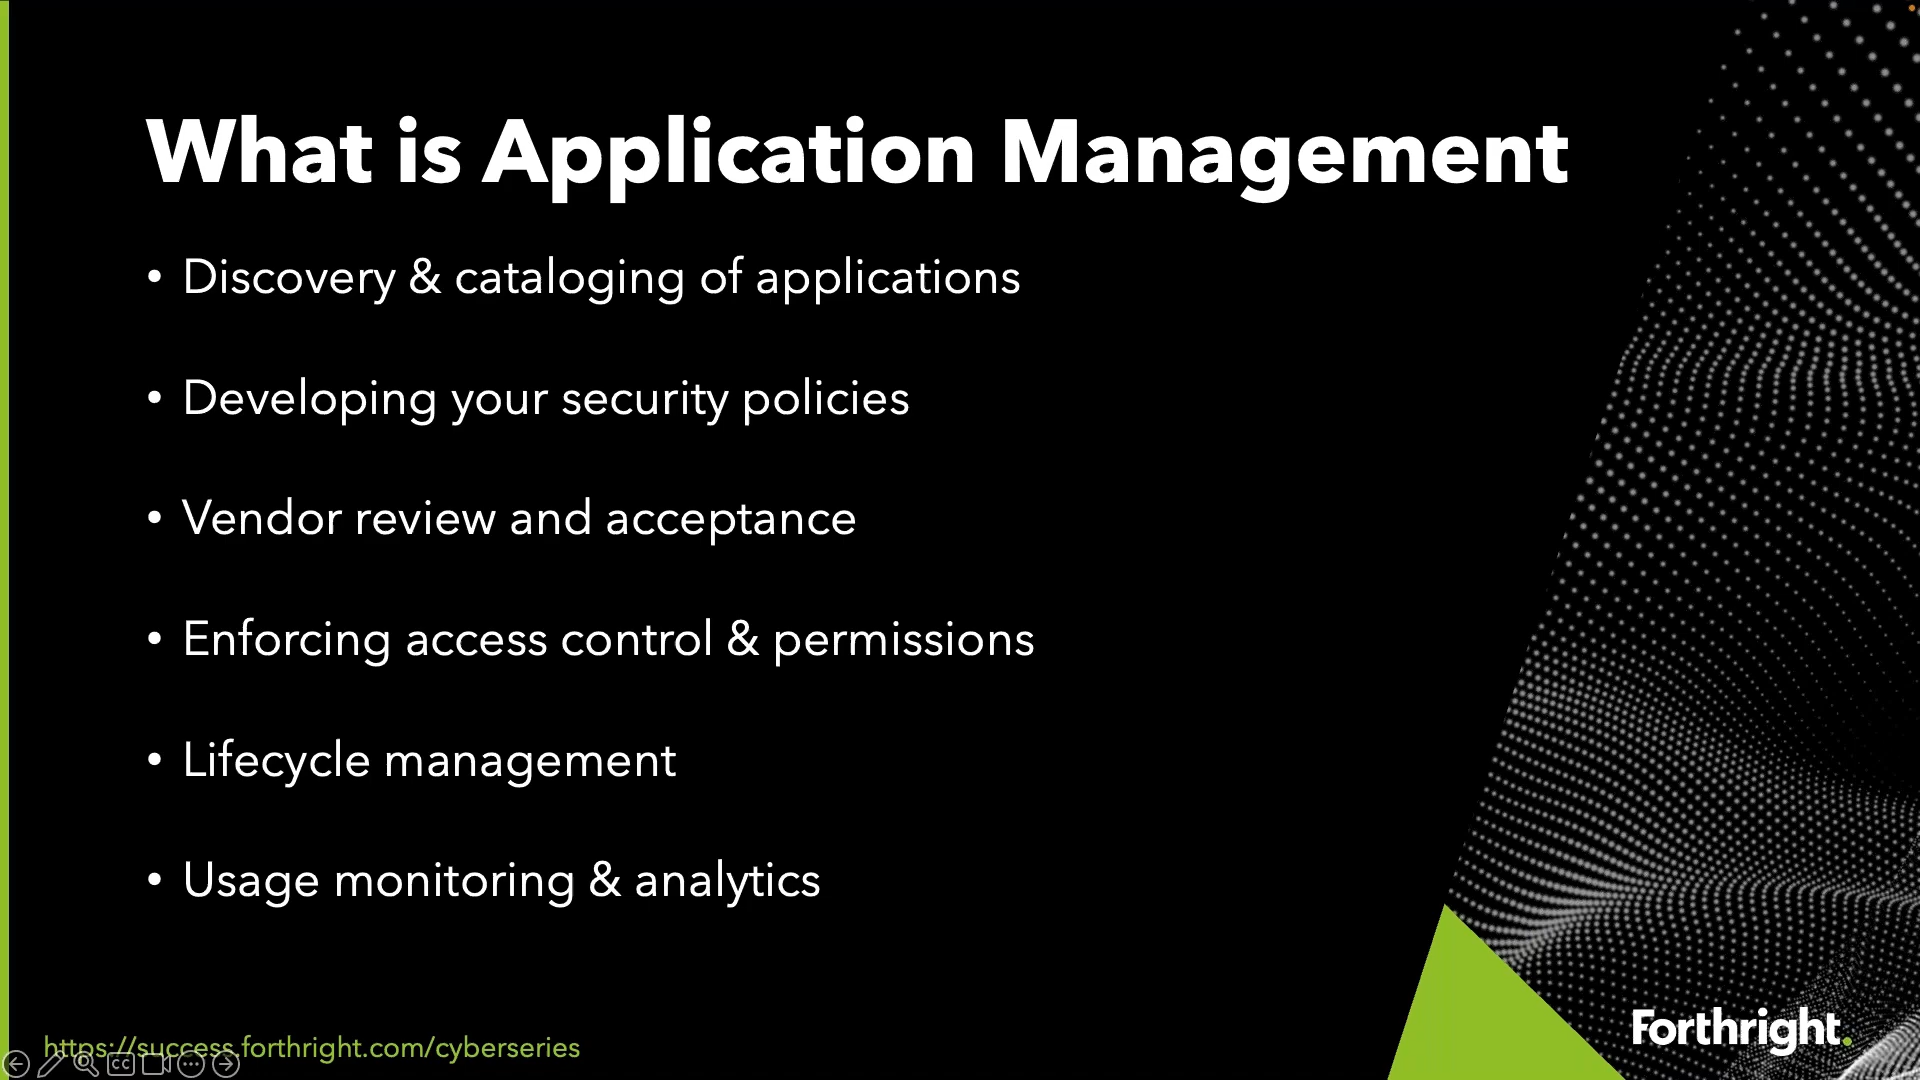 What is Application Management
• Discovery & cataloging of applications
• Developing your security policies
• Vendor review and acceptance
• Enforcing access control & permissions
• Lifecycle management
• Usage monitoring & analytics
https://success.forthright.com/cyberseries
CC
Forthright.